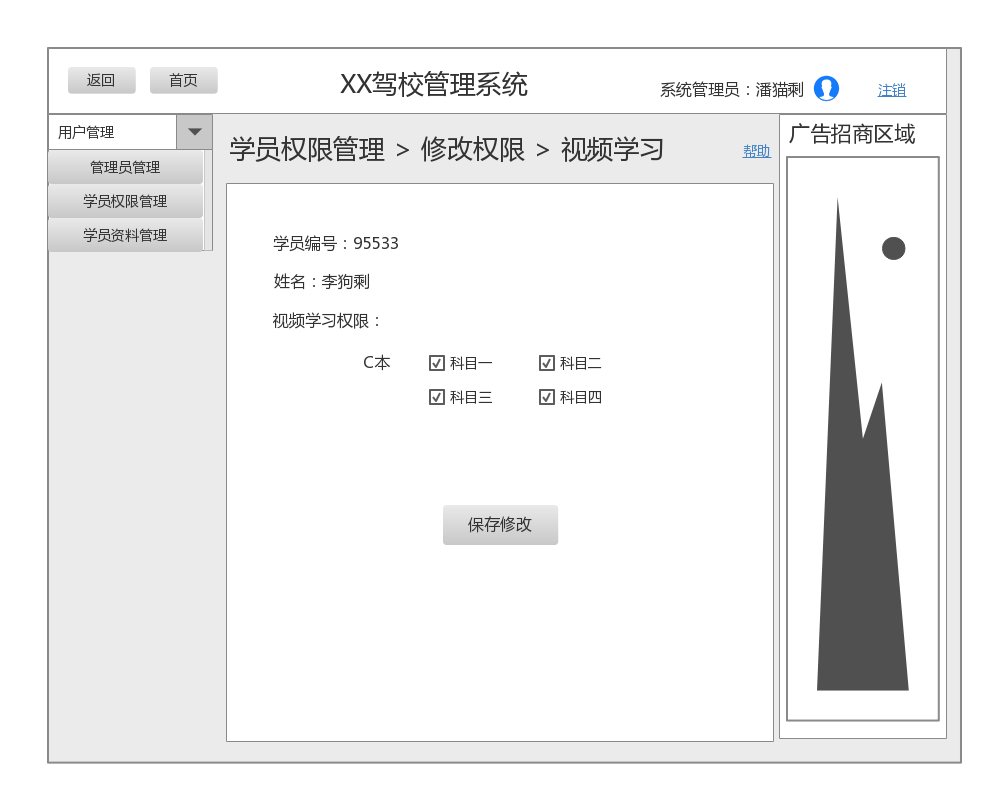 返回 首页 XX驾校管理系统 系统管理员：潘猫剩 注销
用户管理
管理员管理
学员权限管理
学员资料管理
学员权限管理 > 修改权限 > 视频学习 帮助
学员编号：95533
姓名：李狗剩
视频学习权限：
C本 科目一 科目二
科目三 科目四
保存修改
广告招商区域